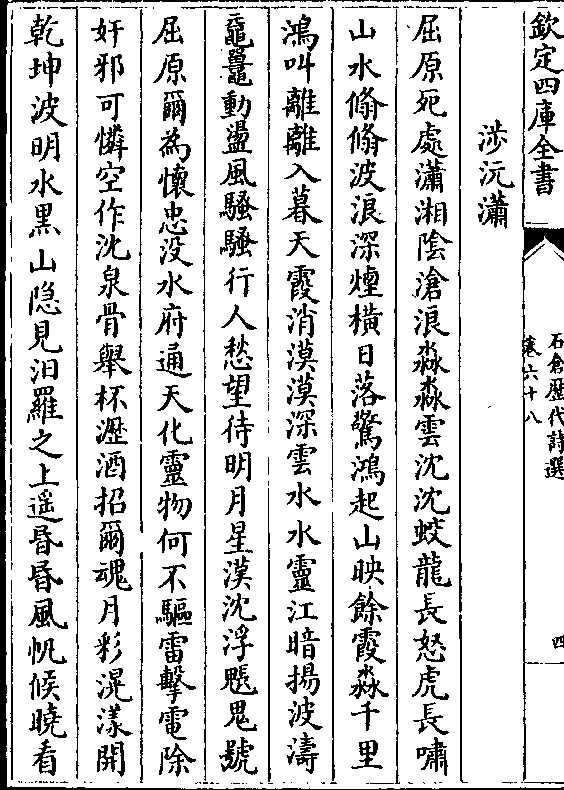 欽定四庫全書
石倉歷代詩選
卷六十八
四
涉沅瀟
屈原死處瀟湘陰滄浪淼淼雲沈沈蛟龍長怒虎長嘯
山水翛翛波浪深煙橫日落驚鴻起山映餘霞淼千里
鴻叫離離入暮天霞消漠漠深雲水水靈江暗揚波濤
黿鼉動盪風騷騷行人愁望待明月星漢沈浮魑鬼號
屈原爾為懷忠没水府通天化靈物何不驅雷擊電除
奸邪可憐空作沈泉骨舉杯瀝酒招爾魂月彩滉漾開
乾坤波明水黑山隐見汨羅之上遥昏昏風帆候曉看